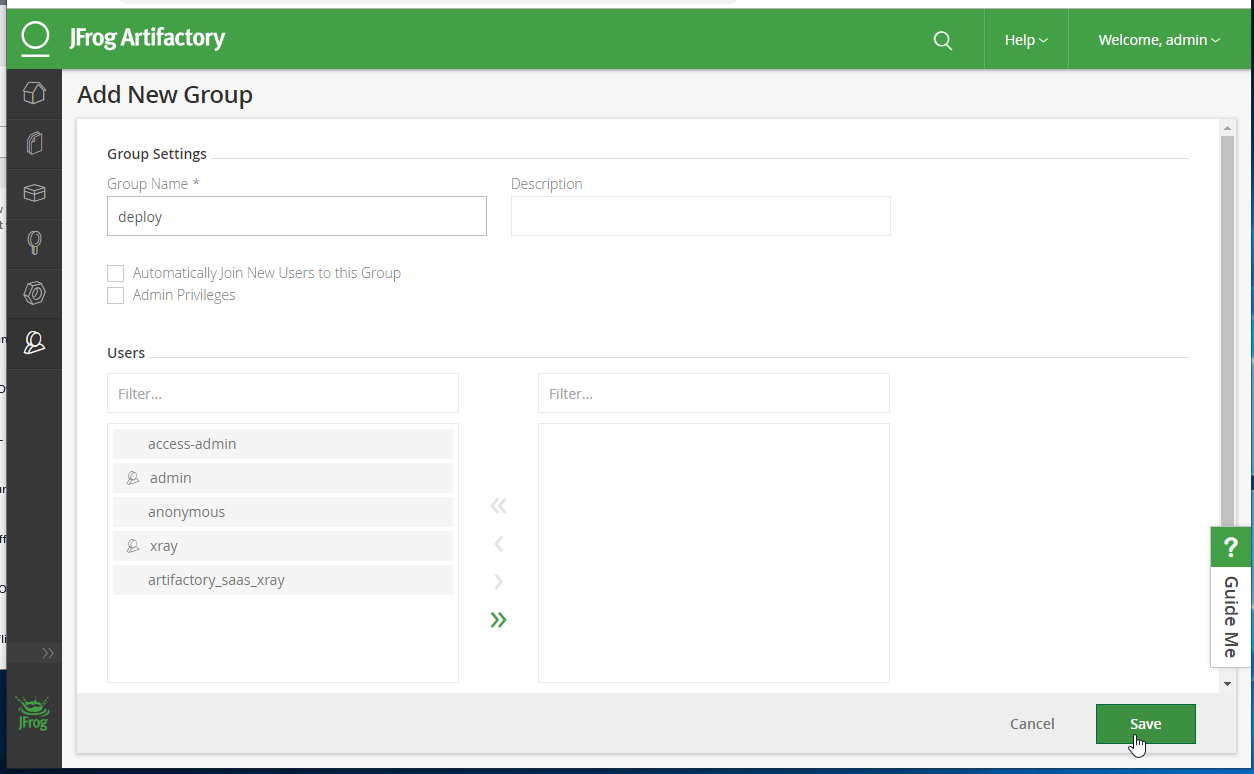 JFrog Artifactory
Help
Welcome, admin
Add New Group
Group Settings
Group Name *
Description
deploy
Automatically Join New Users to this Group
Admin Privileges
Users
Filter...
Filter...
access-admin
admin
anonymous
xray
artifactory_saas_xray
?
Guide Me
JFrog
Cancel
Save